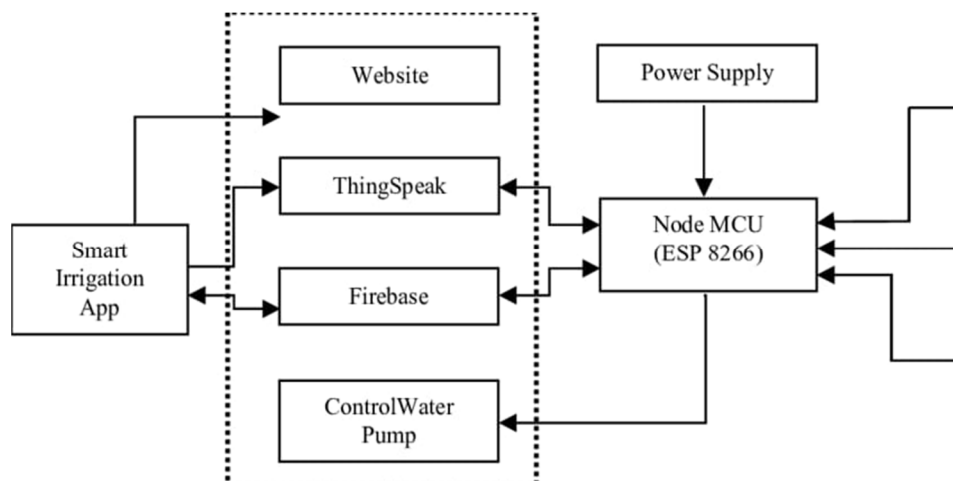 Website
Power Supply
ThingSpeak
Node MCU
(ESP 8266)
Smart
Irrigation
App
Firebase
ControlWater
Pump